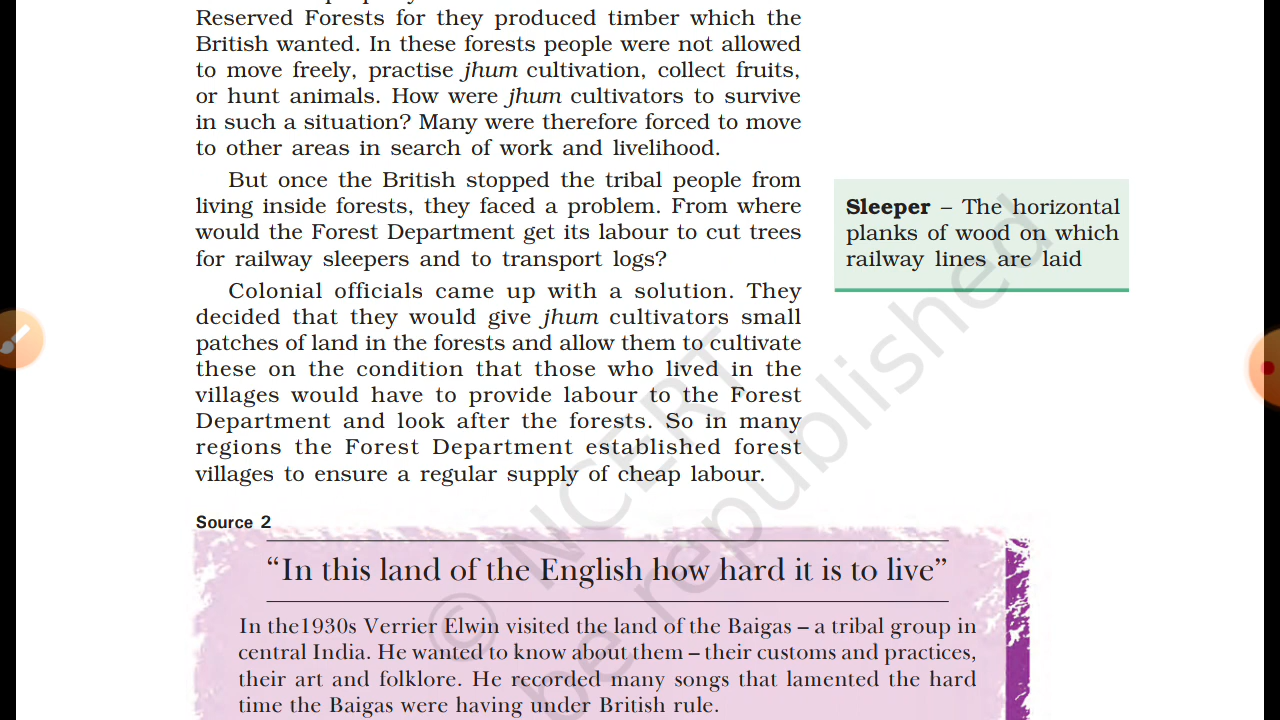 Reserved Forests for they produced timber which the
British wanted. In these forests people were not allowed
to move freely, practise jhum cultivation, collect fruits,
or hunt animals. How were jhum cultivators to survive
in such a situation? Many were therefore forced to move
to other areas in search of work and livelihood.
But once the British stopped the tribal people from
living inside forests, they faced a problem. From where
would the Forest Department get its labour to cut trees
for railway sleepers and to transport logs?
Colonial officials came up with a solution. They
decided that they would give jhum cultivators small
patches of land in the forests and allow them to cultivate
these on the condition that those who lived in the
villages would have to provide labour to the Forest
Department and look after the forests. So in many
regions the Forest Department established forest
villages to ensure a regular supply of cheap labour.
Sleeper – The horizontal
planks of wood on which
railway lines are laid
Source 2
“In this land of the English how hard it is to live”
In the1930s Verrier Elwin visited the land of the Baigas – a tribal group in
central India. He wanted to know about them – their customs and practices,
their art and folklore. He recorded many songs that lamented the hard
time the Baigas were having under British rule.
© NCERT
be republished